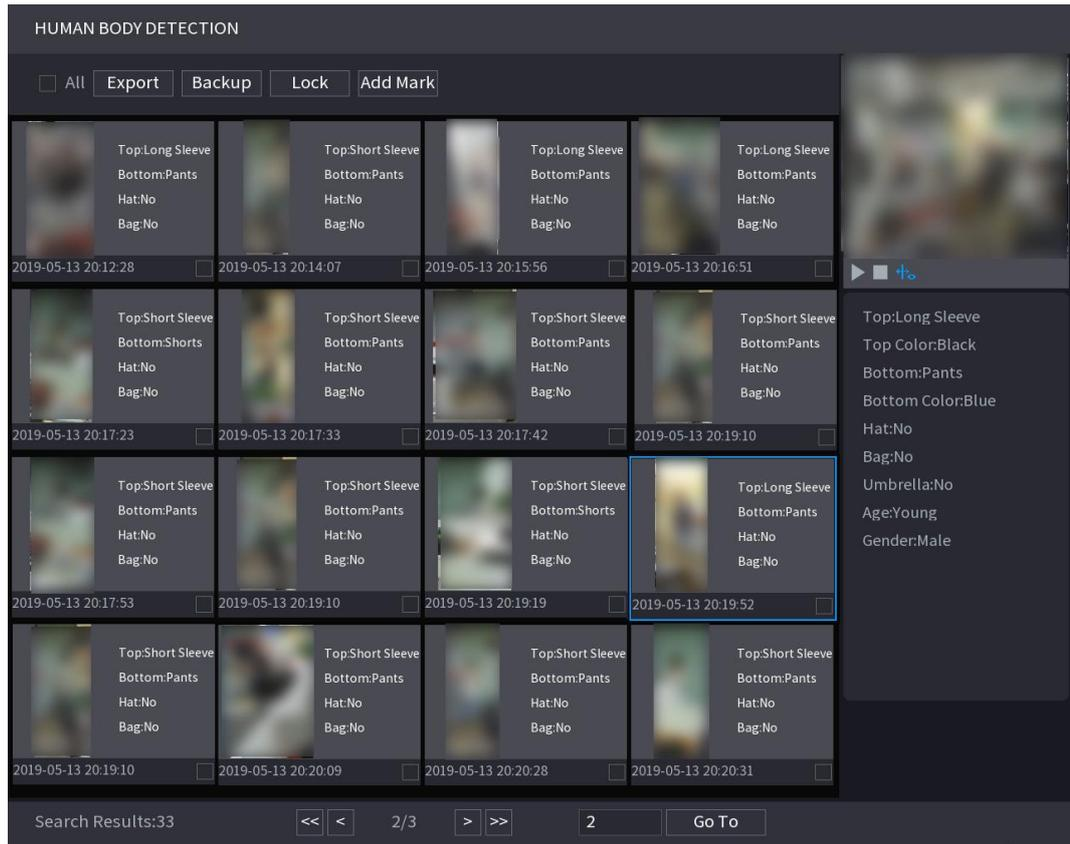 HUMAN BODY DETECTION
All Export Backup Lock Add Mark
Top:Long Sleeve
Bottom:Pants
Hat:No
Bag:No
2019-05-13 20:12:28
Top:Short Sleeve
Bottom:Pants
Hat:No
Bag:No
2019-05-13 20:14:07
Top:Long Sleeve
Bottom:Pants
Hat:No
Bag:No
2019-05-13 20:15:56
Top:Long Sleeve
Bottom:Pants
Hat:No
Bag:No
2019-05-13 20:16:51
Top:Short Sleeve
Bottom:Shorts
Hat:No
Bag:No
2019-05-13 20:17:23
Top:Short Sleeve
Bottom:Pants
Hat:No
Bag:No
2019-05-13 20:17:33
Top:Short Sleeve
Bottom:Pants
Hat:No
Bag:No
2019-05-13 20:17:42
Top:Short Sleeve
Bottom:Pants
Hat:No
Bag:No
2019-05-13 20:19:10
Top:Short Sleeve
Bottom:Pants
Hat:No
Bag:No
2019-05-13 20:17:53
Top:Short Sleeve
Bottom:Pants
Hat:No
Bag:No
2019-05-13 20:19:10
Top:Short Sleeve
Bottom:Shorts
Hat:No
Bag:No
2019-05-13 20:19:19
Top:Long Sleeve
Bottom:Pants
Hat:No
Bag:No
2019-05-13 20:19:52
Top:Short Sleeve
Bottom:Pants
Hat:No
Bag:No
2019-05-13 20:19:10
Top:Short Sleeve
Bottom:Pants
Hat:No
Bag:No
2019-05-13 20:20:09
Top:Short Sleeve
Bottom:Pants
Hat:No
Bag:No
2019-05-13 20:20:28
Top:Short Sleeve
Bottom:Pants
Hat:No
Bag:No
2019-05-13 20:20:31
Top:Long Sleeve
Top Color:Black
Bottom:Pants
Bottom Color:Blue
Hat:No
Bag:No
Umbrella:No
Age:Young
Gender:Male
Search Results:33 << < 2/3 > >> 2 Go To